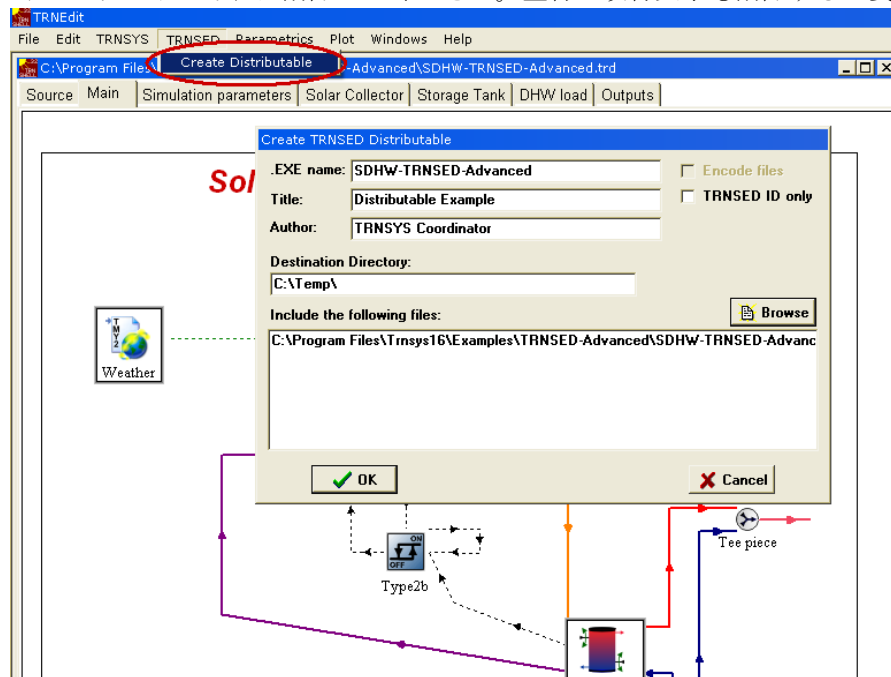 TRNEdit
File Edit TRNSYS TRNSED Parametrics Plot Windows Help
Create Distributable
C:\Program Files
-Advanced\SDHW-TRNSED-Advanced.trd
Source Main Simulation parameters Solar Collector Storage Tank DHW load Outputs
Create TRNSED Distributable
.EXE name: SDHW-TRNSED-Advanced
Encode files
Title: Distributable Example
TRNSED ID only
Author: TRNSYS Coordinator
Destination Directory:
C:\Temp\
Include the following files:
Browse
C:\Program Files\Trnsys16\Examples\TRNSED-Advanced\SDHW-TRNSED-Advanc
OK
Cancel
Sol
TMY2
Weather
ON
OFF
Type2b
Tee piece